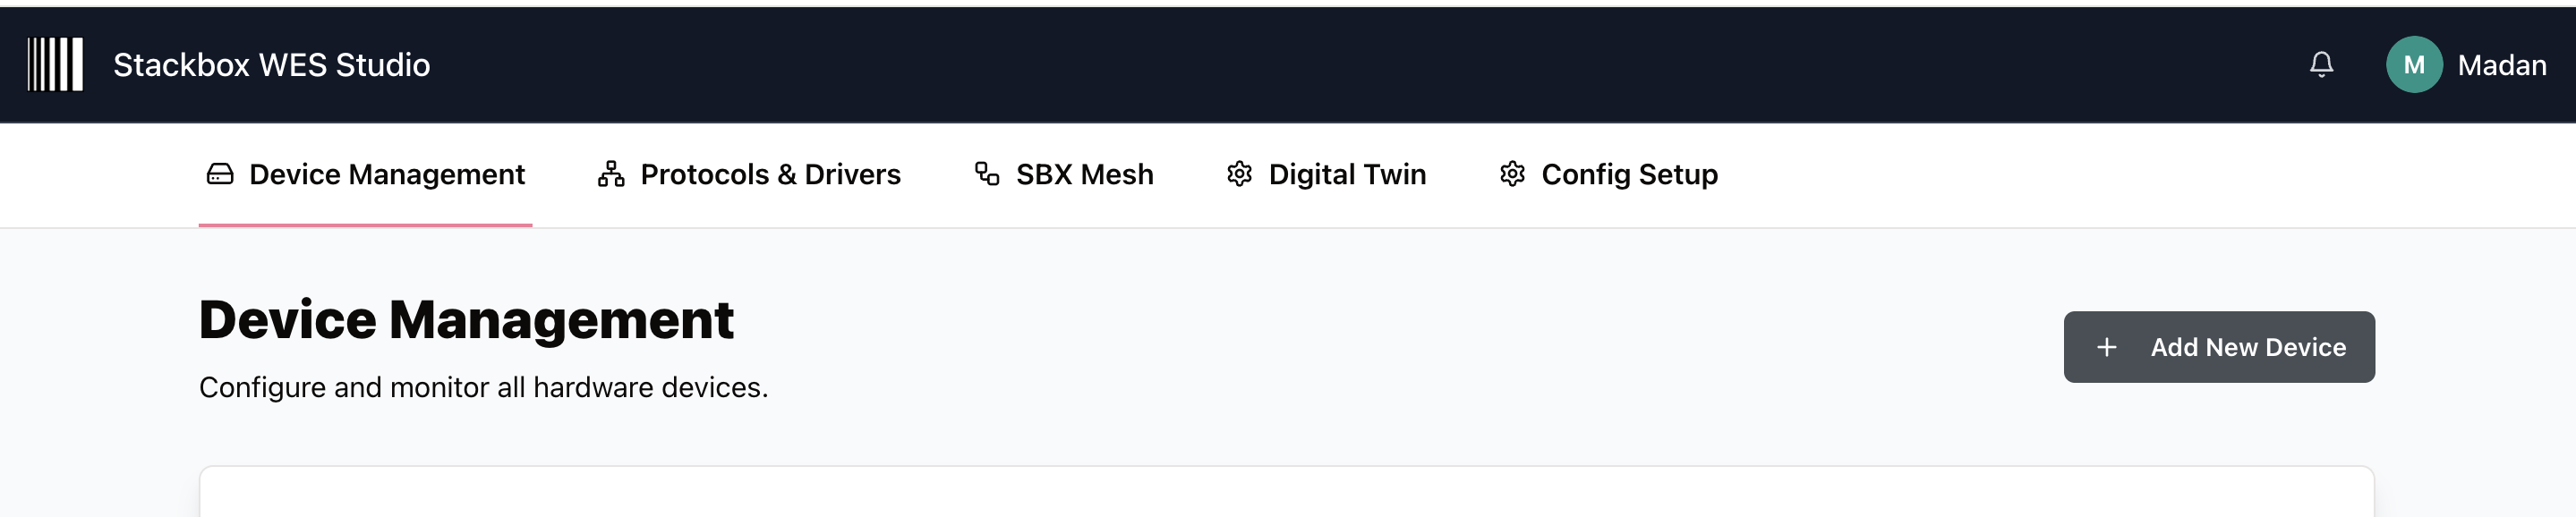 Stackbox WES Studio
M Madan
Device Management
Protocols & Drivers
SBX Mesh
Digital Twin
Config Setup
Device Management
Configure and monitor all hardware devices.
+ Add New Device